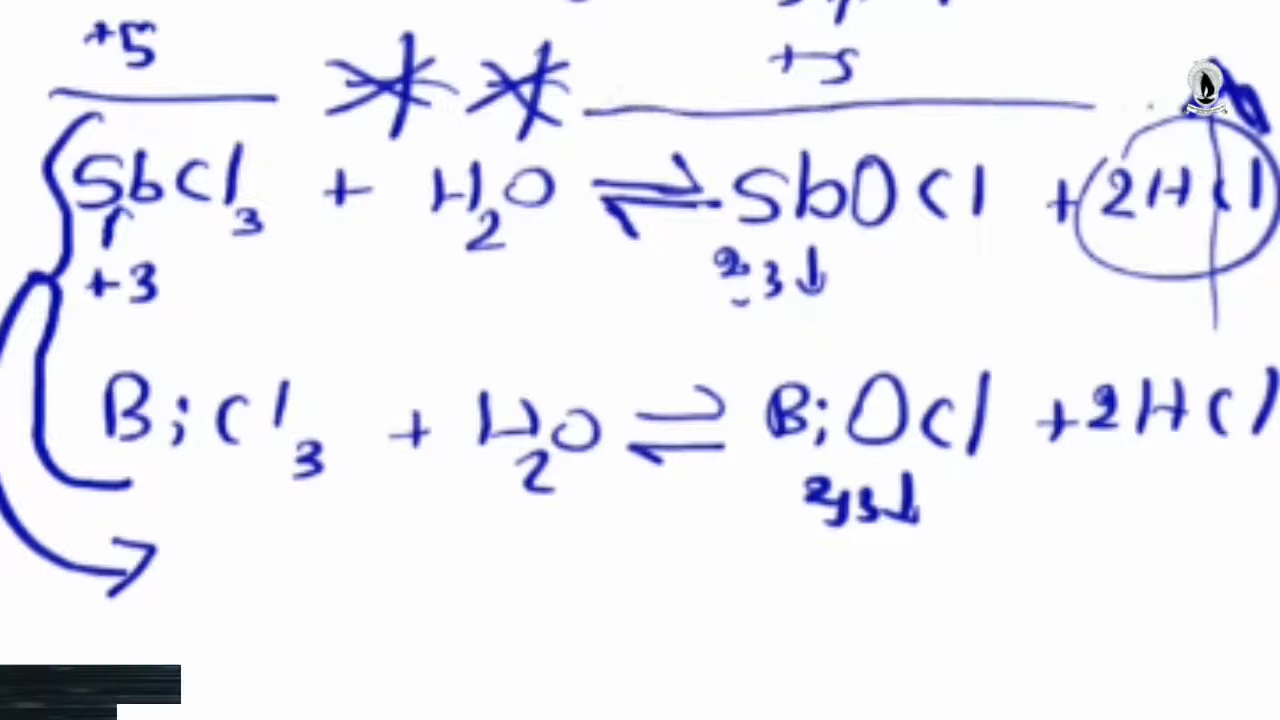 +5 +5
SbCl₃ + H₂O ⇌ SbOCl + 2HCl
+3
BiCl₃ + H₂O ⇌ BiOCl + 2HCl